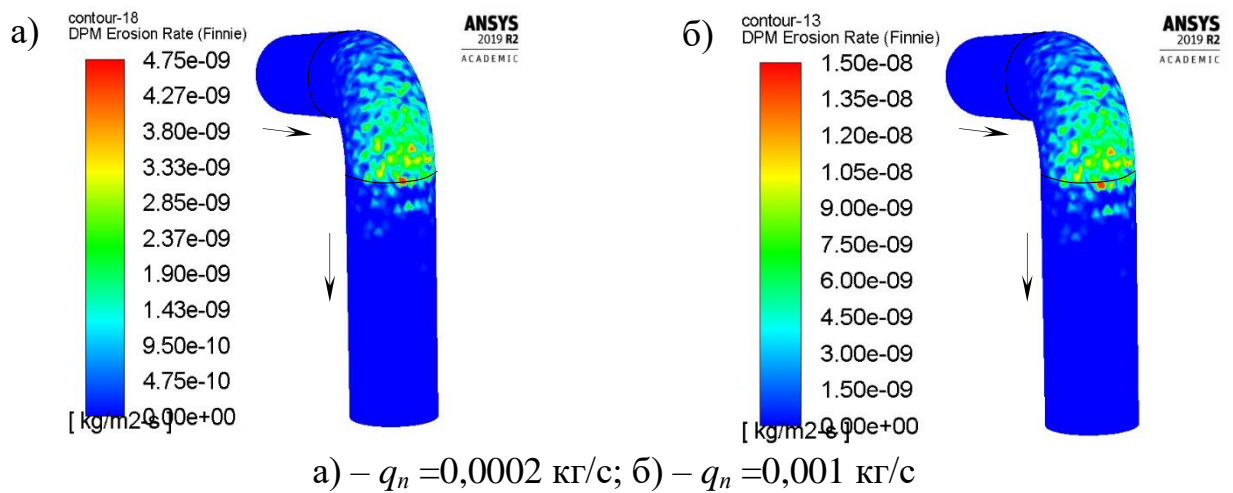 а)
contour-18
DPM Erosion Rate (Finnie)
4.75e-09
4.27e-09
3.80e-09
3.33e-09
2.85e-09
2.37e-09
1.90e-09
1.43e-09
9.50e-10
4.75e-10
0.00e+00
[ kg/m2-s ]
ANSYS
2019 R2
ACADEMIC
б)
contour-13
DPM Erosion Rate (Finnie)
1.50e-08
1.35e-08
1.20e-08
1.05e-08
9.00e-09
7.50e-09
6.00e-09
4.50e-09
3.00e-09
1.50e-09
0.00e+00
[ kg/m2-s ]
ANSYS
2019 R2
ACADEMIC
а) – qn =0,0002 кг/с; б) – qn =0,001 кг/с